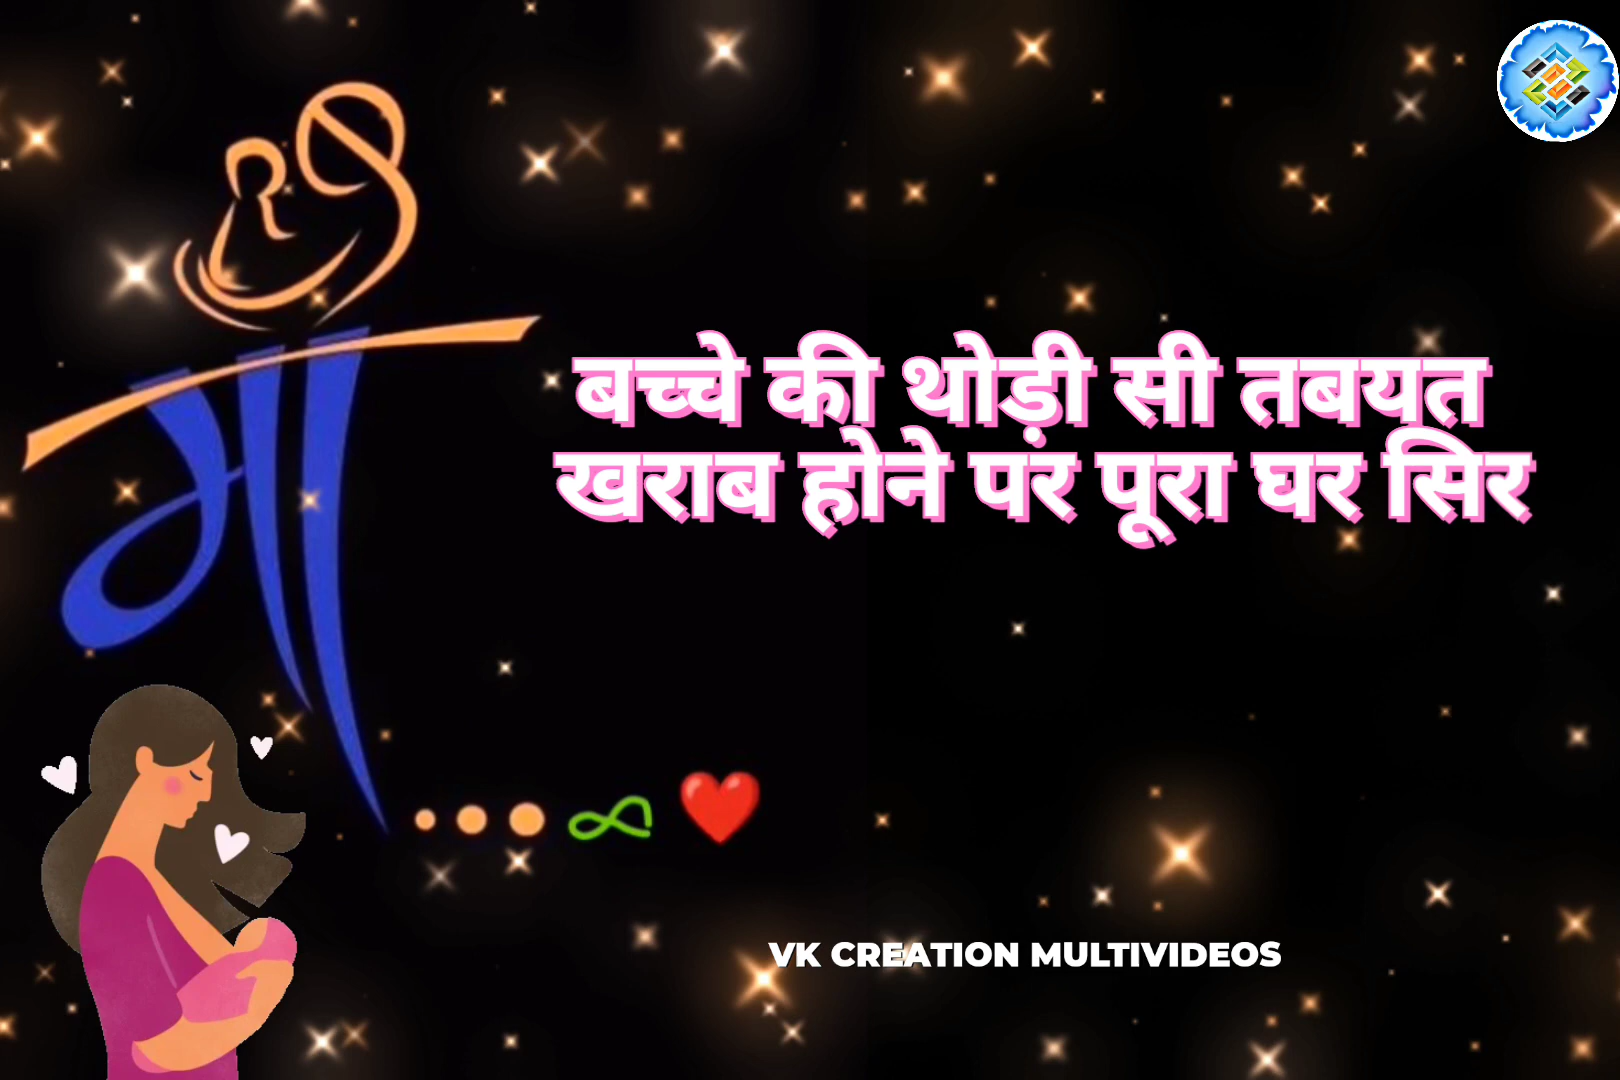 माँ
बच्चे की थोड़ी सी तबयत
खराब होने पर पूरा घर सिर
VK CREATION MULTIVIDEOS